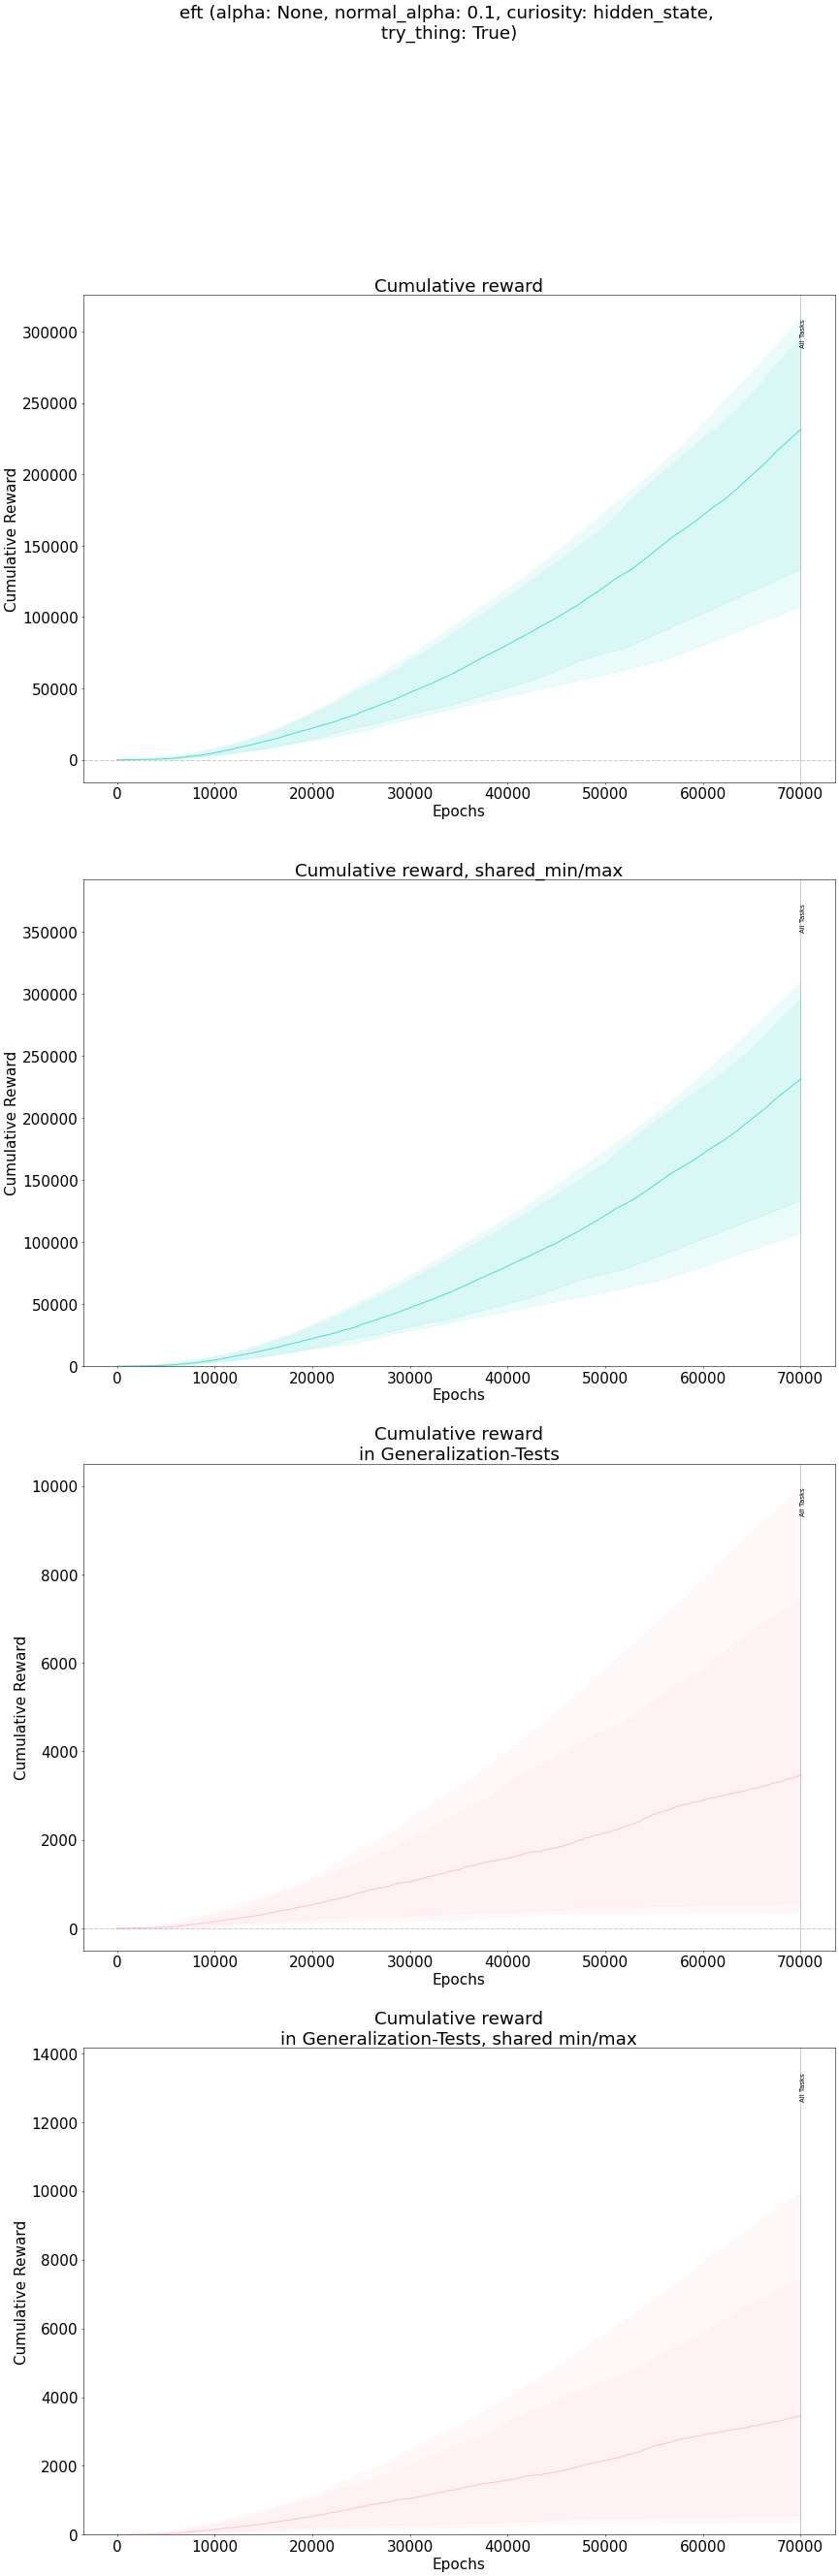 eft (alpha: None, normal_alpha: 0.1, curiosity: hidden_state,
try_thing: True)
Cumulative reward
300000
250000
200000
150000
100000
50000
0
Cumulative Reward
All Tasks
0 10000 20000 30000 40000 50000 60000 70000
Epochs
Cumulative reward, shared_min/max
350000
300000
250000
200000
150000
100000
50000
0
Cumulative Reward
All Tasks
0 10000 20000 30000 40000 50000 60000 70000
Epochs
Cumulative reward
in Generalization-Tests
10000
8000
6000
4000
2000
0
Cumulative Reward
All Tasks
0 10000 20000 30000 40000 50000 60000 70000
Epochs
Cumulative reward
in Generalization-Tests, shared min/max
14000
12000
10000
8000
6000
4000
2000
0
Cumulative Reward
All Tasks
0 10000 20000 30000 40000 50000 60000 70000
Epochs